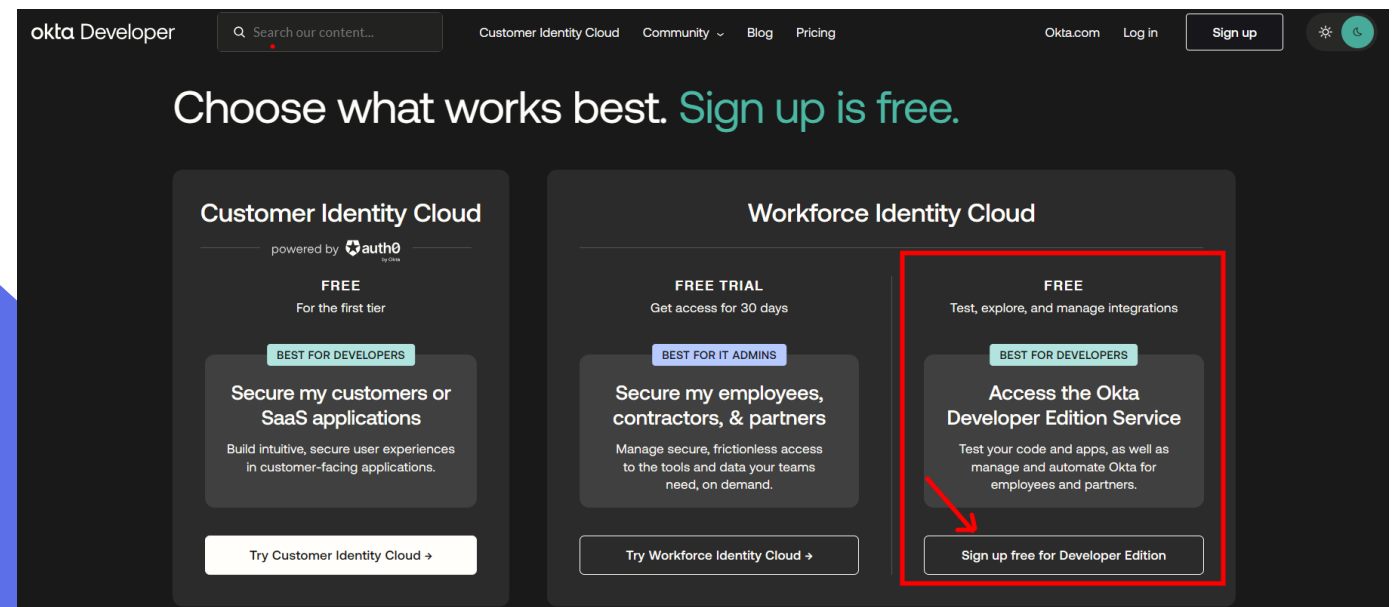 okta Developer
Search our content...
Customer Identity Cloud
Community
Blog
Pricing
Okta.com
Log in
Sign up
Choose what works best. Sign up is free.
Customer Identity Cloud
powered by auth0
by Okta
FREE
For the first tier
BEST FOR DEVELOPERS
Secure my customers or
SaaS applications
Build intuitive, secure user experiences
in customer-facing applications.
Try Customer Identity Cloud →
Workforce Identity Cloud
FREE TRIAL
Get access for 30 days
BEST FOR IT ADMINS
Secure my employees,
contractors, & partners
Manage secure, frictionless access
to the tools and data your teams
need, on demand.
Try Workforce Identity Cloud →
FREE
Test, explore, and manage integrations
BEST FOR DEVELOPERS
Access the Okta
Developer Edition Service
Test your code and apps, as well as
manage and automate Okta for
employees and partners.
Sign up free for Developer Edition